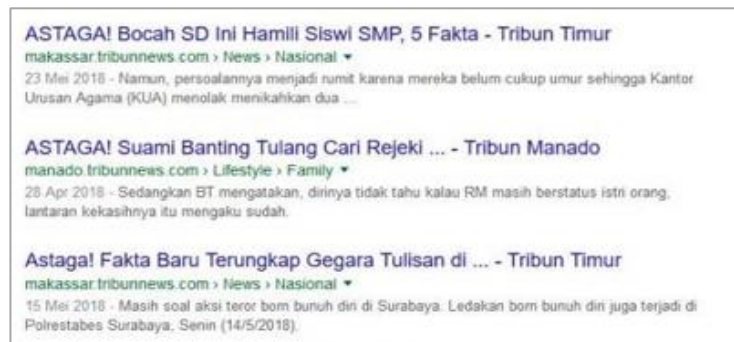 ASTAGA! Bocah SD Ini Hamili Siswi SMP, 5 Fakta - Tribun Timur
makassar.tribunnews.com › News › Nasional ▼
23 Mei 2018 - Namun, persoalannya menjadi rumit karena mereka belum cukup umur sehingga Kantor
Urusan Agama (KUA) menolak menikahkan dua ...
ASTAGA! Suami Banting Tulang Cari Rejeki ... - Tribun Manado
manado.tribunnews.com › Lifestyle › Family ▼
28 Apr 2018 - Sedangkan BT mengatakan, dirinya tidak tahu kalau RM masih berstatus istri orang,
lantaran kekasihnya itu mengaku sudah.
Astaga! Fakta Baru Terungkap Gegara Tulisan di ... - Tribun Timur
makassar.tribunnews.com › News › Nasional ▼
15 Mei 2018 - Masih soal aksi teror bom bunuh diri di Surabaya. Ledakan bom bunuh diri juga terjadi di
Polrestabes Surabaya, Senin (14/5/2018).